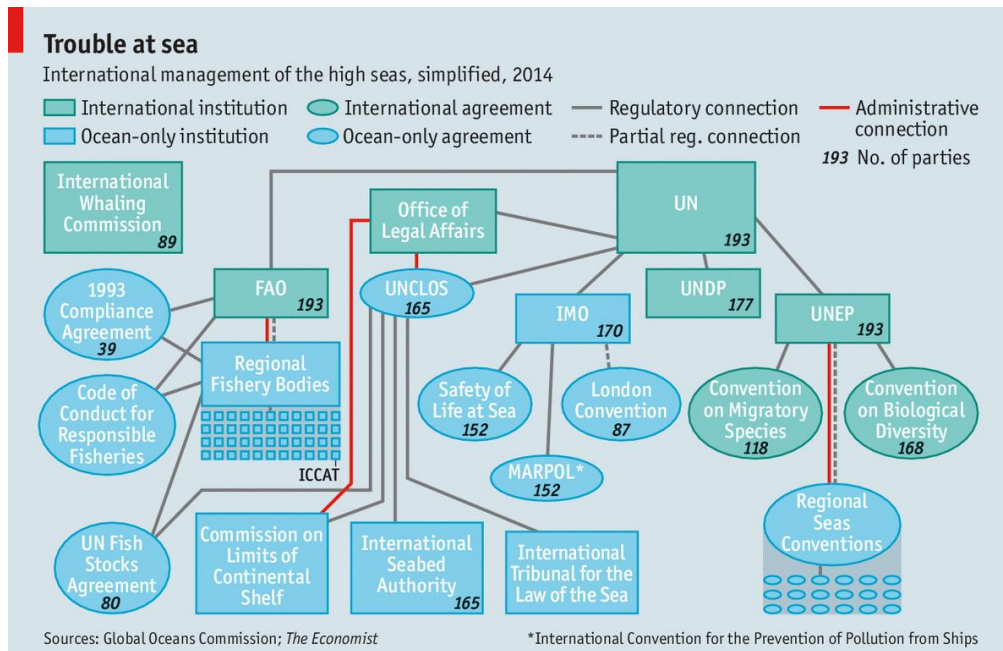 Trouble at sea
International management of the high seas, simplified, 2014
International institution
International agreement
Regulatory connection
Administrative
connection
Ocean-only institution
Ocean-only agreement
Partial reg. connection
193 No. of parties
International
Whaling
Commission
89
Office of
Legal Affairs
UN
193
1993
Compliance
Agreement
39
FAO
193
UNCLOS
165
IMO
170
UNDP
177
UNEP
193
Regional
Fishery Bodies
Code of
Conduct for
Responsible
Fisheries
ICCAT
Safety of
Life at Sea
152
London
Convention
87
MARPOL*
152
Convention
on Migratory
Species
118
Convention
on Biological
Diversity
168
UN Fish
Stocks
Agreement
80
Commission on
Limits of
Continental
Shelf
International
Seabed
Authority
165
International
Tribunal for the
Law of the Sea
Regional
Seas
Conventions
Sources: Global Oceans Commission; The Economist
*International Convention for the Prevention of Pollution from Ships